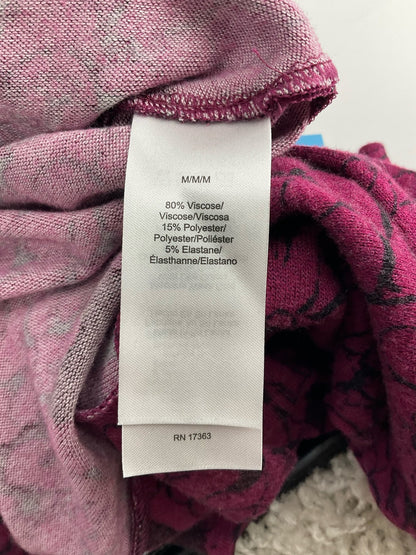 M/M/M
80% Viscose/
Viscose/Viscosa
15% Polyester/
Polyester/Poliéster
5% Elastane/
Élasthanne/Elastano
RN 17363